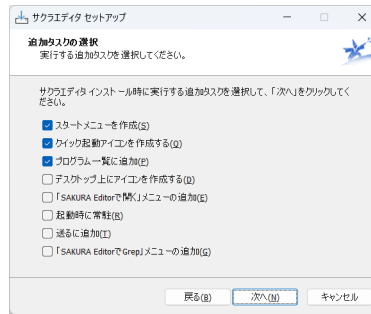 サクラエディタ セットアップ
追加タスクの選択
実行する追加タスクを選択してください。
サクラエディタ インストール時に実行する追加タスクを選択して、「次へ」をクリックしてく
ださい。
スタートメニューを作成(S)
クイック起動アイコンを作成する(Q)
プログラム一覧に追加(P)
デスクトップ上にアイコンを作成する(D)
「SAKURA Editorで開く」メニューの追加(E)
起動時に常駐(R)
送るに追加(T)
「SAKURA EditorでGrep」メニューの追加(G)
戻る(B) 次へ(N) キャンセル